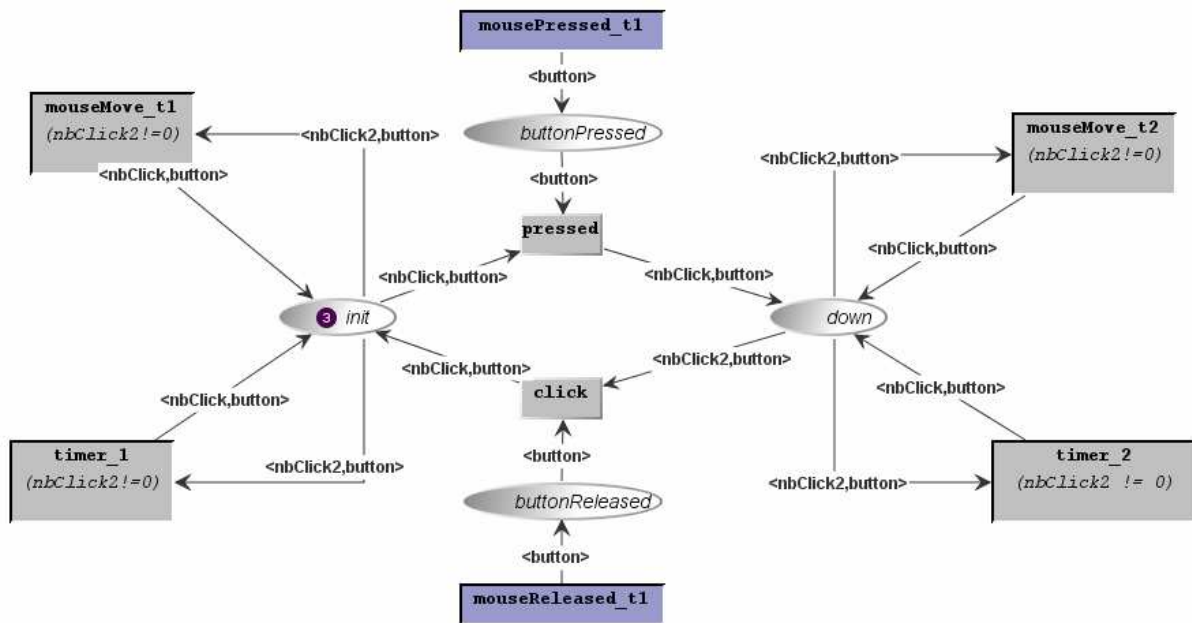 mousePressed_t1
<button>
mouseMove_t1
(nbClick2!=0)
<nbClick2,button>
buttonPressed
mouseMove_t2
(nbClick2!=0)
<nbClick2,button>
<nbClick,button>
<button>
pressed
<nbClick,button>
<nbClick,button>
<nbClick,button>
3
init
down
<nbClick,button>
<nbClick2,button>
<nbClick,button>
click
<nbClick,button>
timer_1
(nbClick2!=0)
<nbClick2,button>
<button>
<nbClick2,button>
timer_2
(nbClick2 != 0)
buttonReleased
<button>
mouseReleased_t1